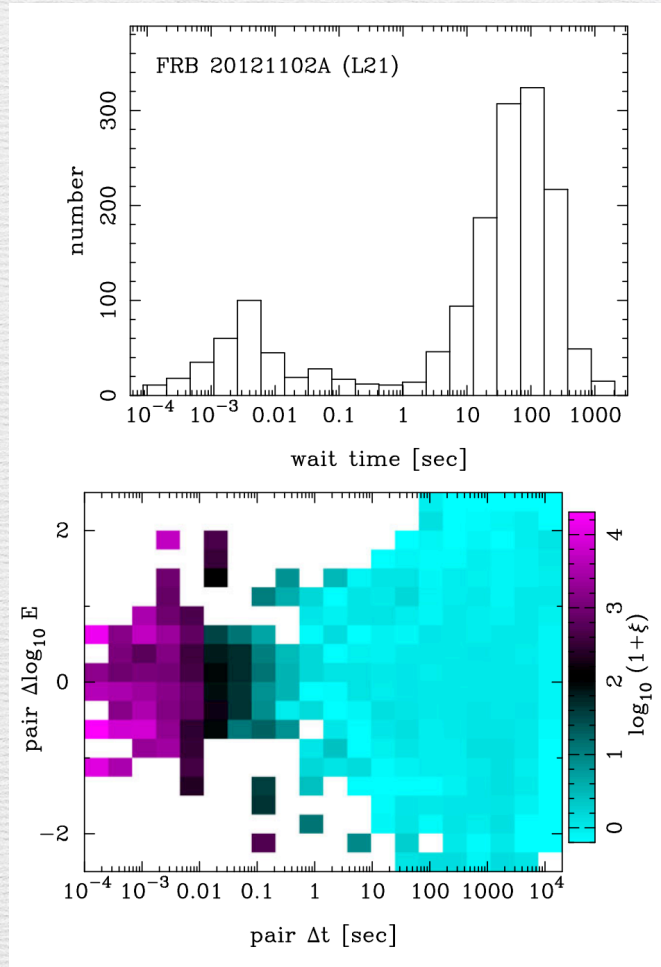 FRB 20121102A (L21)
number
0
100
200
300
10⁻⁴ 10⁻³ 0.01 0.1 1 10 100 1000
wait time [sec]
pair Δlog₁₀ E
2
0
−2
10⁻⁴ 10⁻³ 0.01 0.1 1 10 100 1000 10⁴
pair Δt [sec]
0 1 2 3 4
log₁₀ (1+ξ)